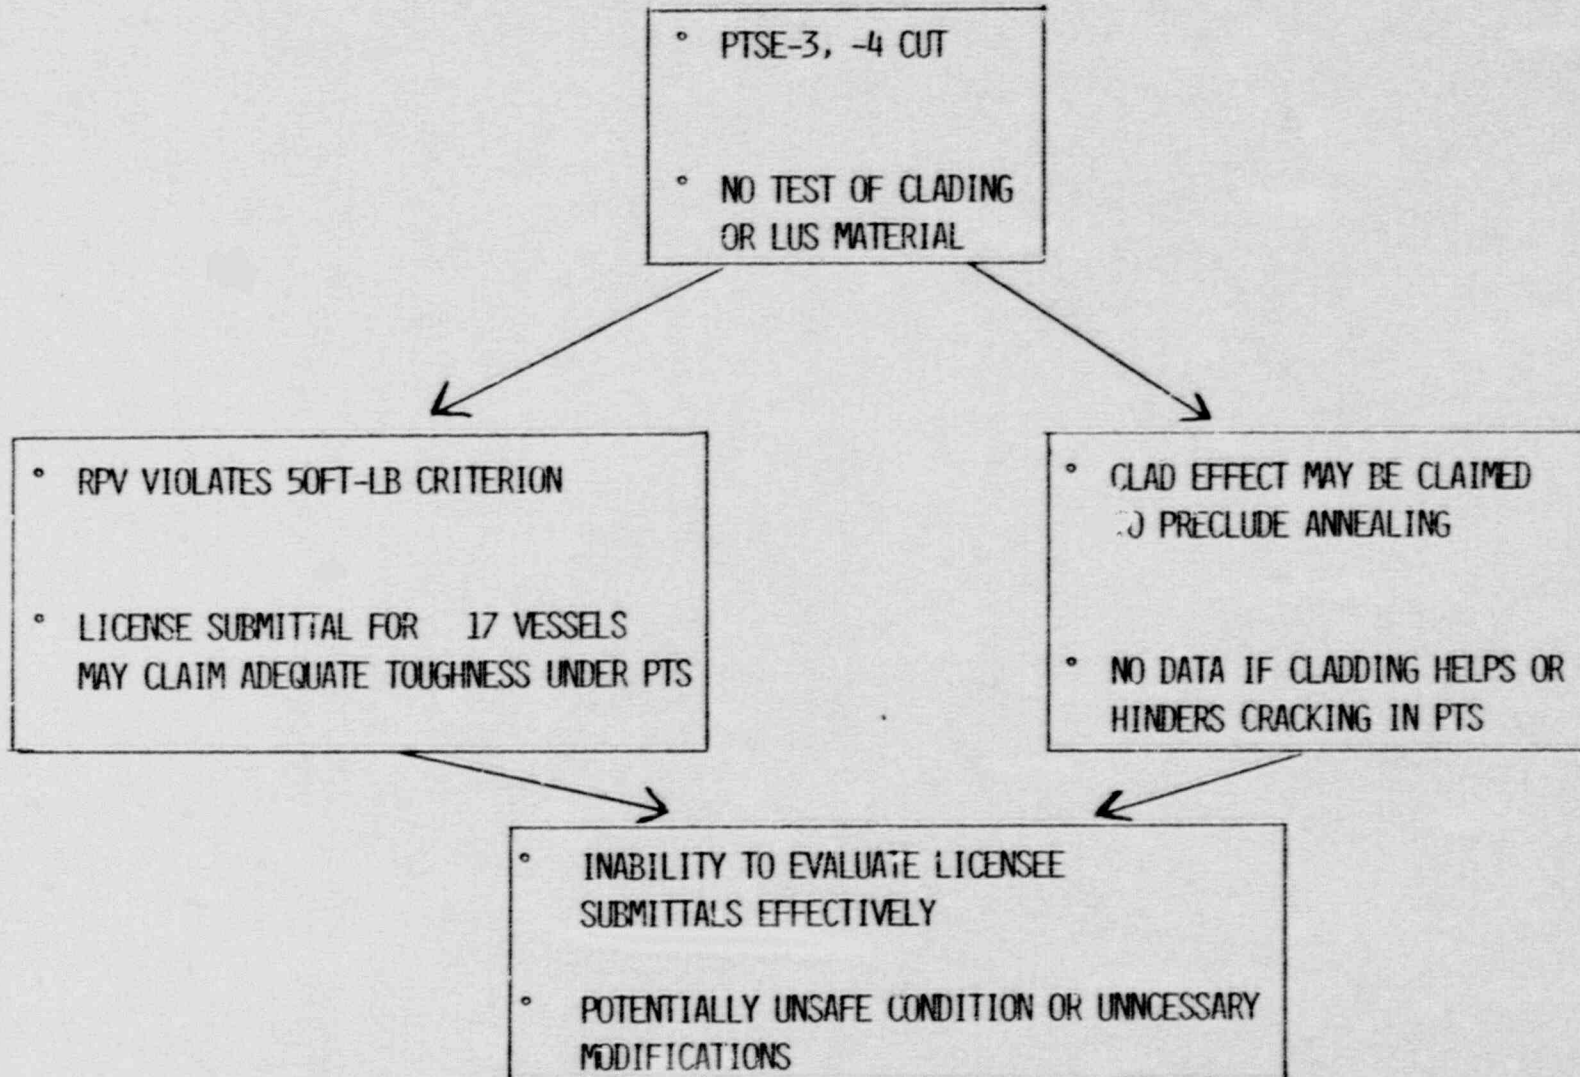 ° PTSE-3, -4 CUT
° NO TEST OF CLADING
OR LUS MATERIAL
° RPV VIOLATES 50FT-LB CRITERION
° LICENSE SUBMITTAL FOR 17 VESSELS
MAY CLAIM ADEQUATE TOUGHNESS UNDER PTS
° CLAD EFFECT MAY BE CLAIMED
PRECLUDE ANNEALING
° NO DATA IF CLADDING HELPS OR
HINDERS CRACKING IN PTS
° INABILITY TO EVALUATE LICENSEE
SUBMITTALS EFFECTIVELY
° POTENTIALLY UNSAFE CONDITION OR UNNCESSARY
MODIFICATIONS